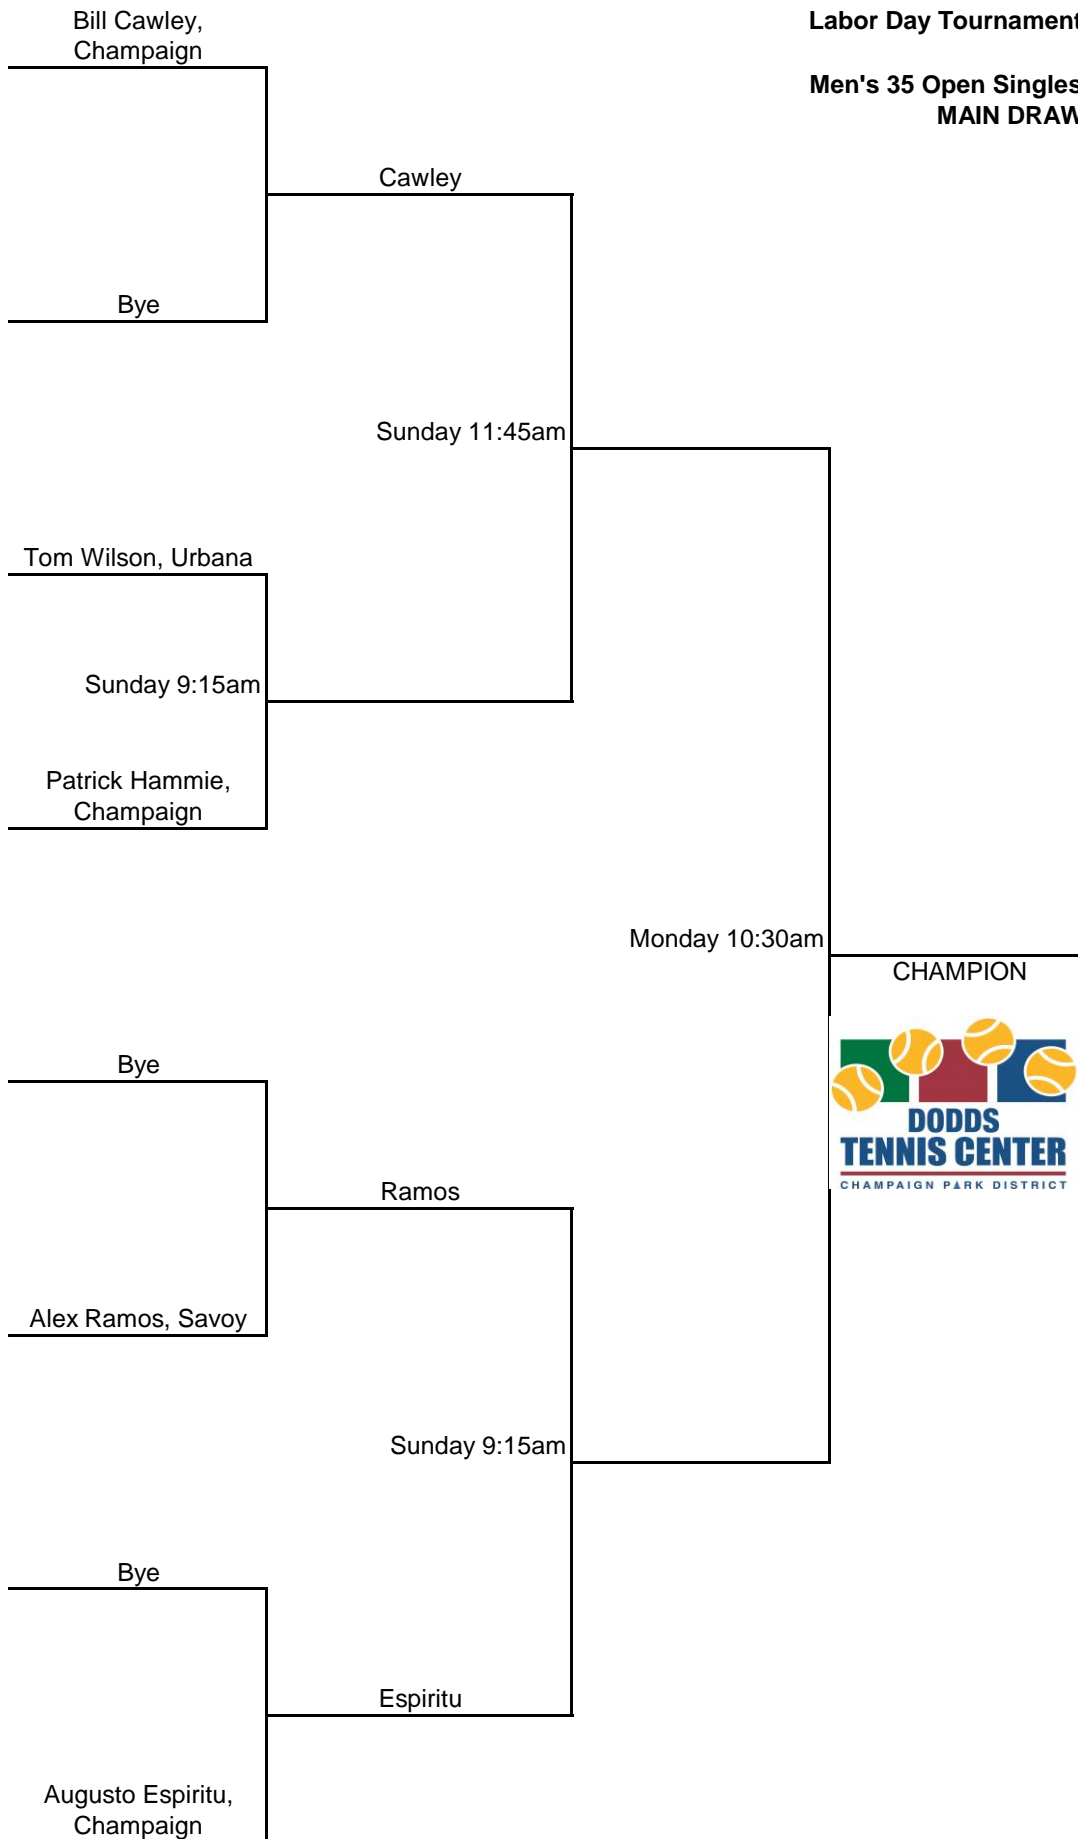 Bill Cawley,
Champaign
Labor Day Tournament
Men's 35 Open Singles
MAIN DRAW
Cawley
Bye
Sunday 11:45am
Tom Wilson, Urbana
Sunday 9:15am
Patrick Hammie,
Champaign
Monday 10:30am
CHAMPION
Bye
DODDS
TENNIS CENTER
CHAMPAIGN PARK DISTRICT
Ramos
Alex Ramos, Savoy
Sunday 9:15am
Bye
Espiritu
Augusto Espiritu,
Champaign